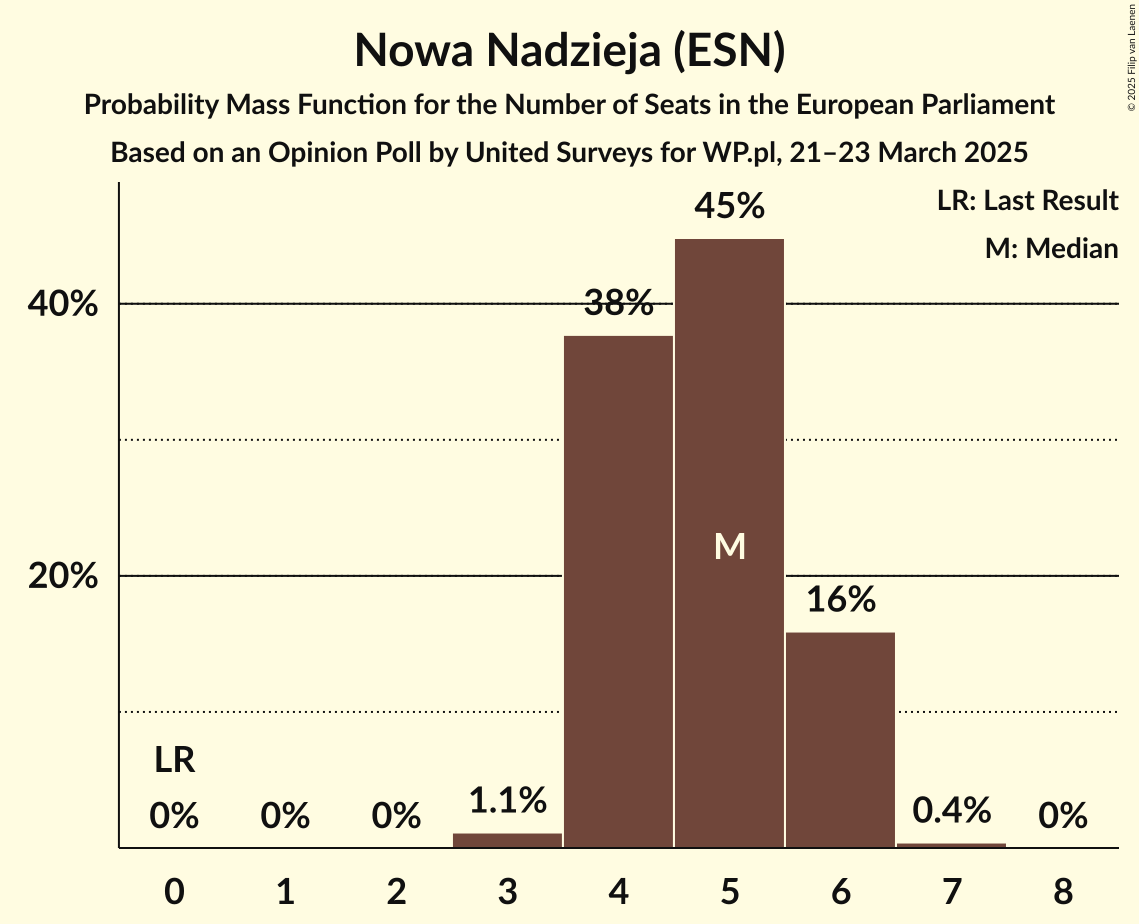 Nowa Nadzieja (ESN)
Probability Mass Function for the Number of Seats in the European Parliament
Based on an Opinion Poll by United Surveys for WP.pl, 21–23 March 2025
© 2025 Filip van Laenen
LR: Last Result
M: Median
45%
40%
38%
M
20%
16%
LR
0%
0%
0%
1.1%
0.4%
0%
0 1 2 3 4 5 6 7 8